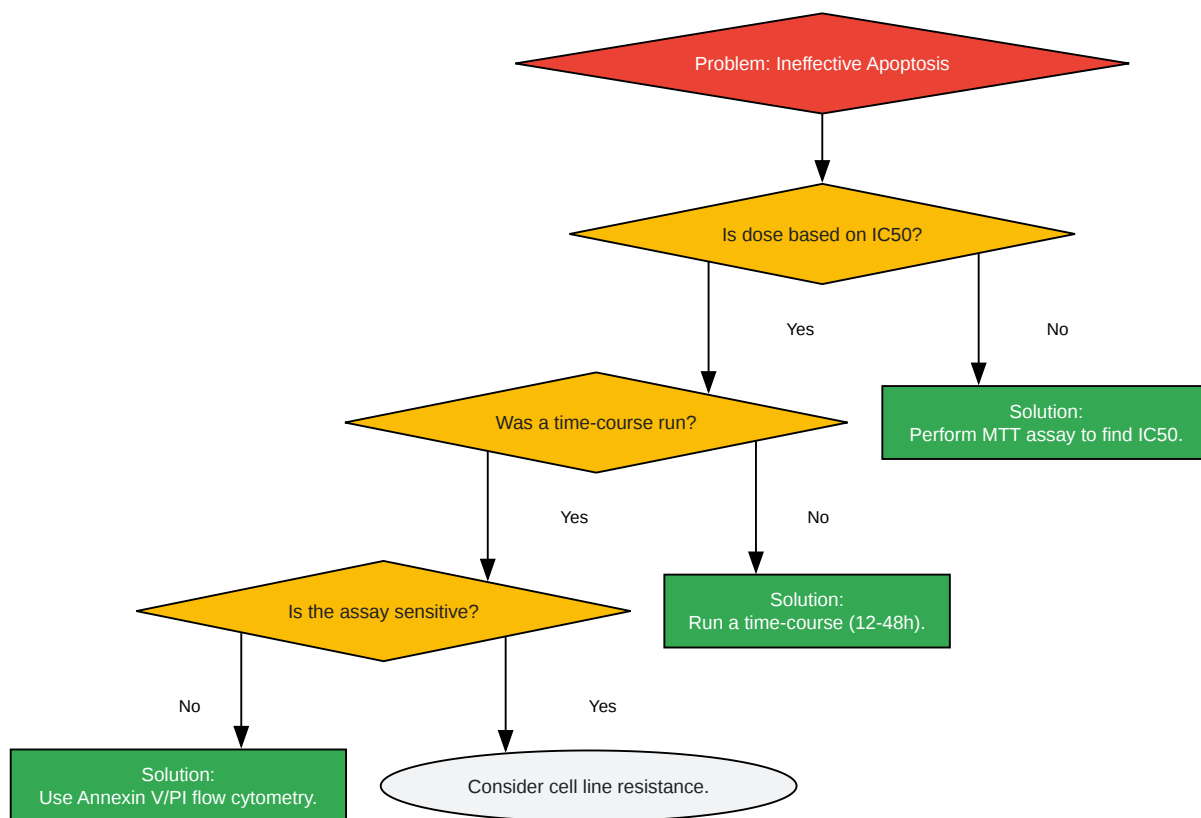 Problem: Ineffective Apoptosis
Is dose based on IC50?
Yes
No
Was a time-course run?
Solution:
Perform MTT assay to find IC50.
Yes
No
Is the assay sensitive?
Solution:
Run a time-course (12-48h).
No
Yes
Solution:
Use Annexin V/PI flow cytometry.
Consider cell line resistance.